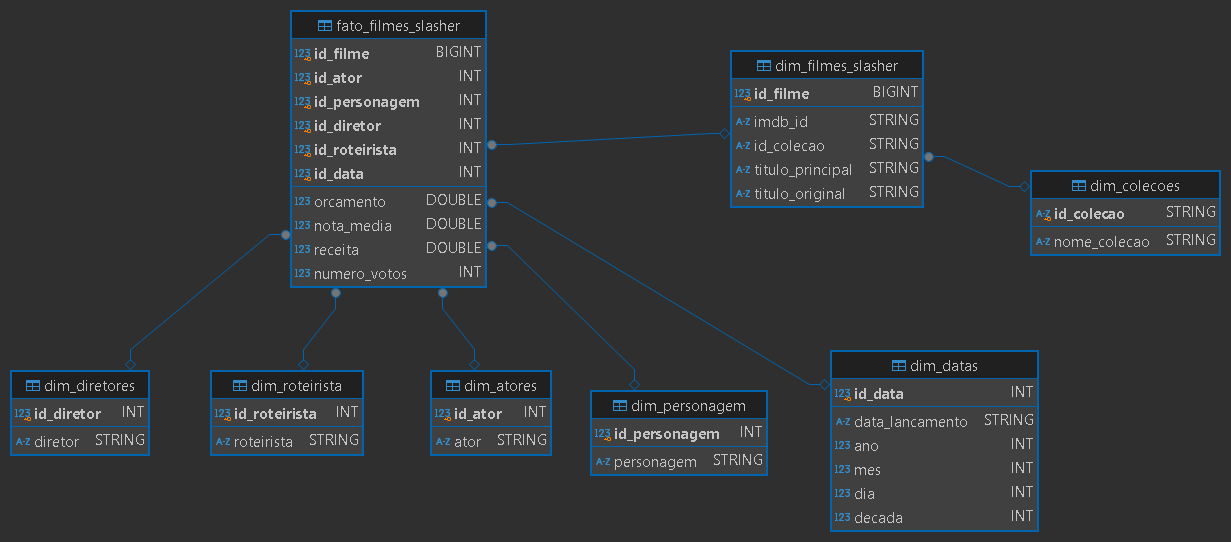 fato_filmes_slasher
123 id_filme BIGINT
123 id_ator INT
123 id_personagem INT
123 id_diretor INT
123 id_roteirista INT
123 id_data INT
123 orcamento DOUBLE
123 nota_media DOUBLE
123 receita DOUBLE
123 numero_votos INT
dim_filmes_slasher
123 id_filme BIGINT
A-Z imdb_id STRING
A-Z id_colecao STRING
A-Z titulo_principal STRING
A-Z titulo_original STRING
dim_colecoes
A-Z id_colecao STRING
A-Z nome_colecao STRING
dim_diretores
123 id_diretor INT
A-Z diretor STRING
dim_roteirista
123 id_roteirista INT
A-Z roteirista STRING
dim_atores
123 id_ator INT
A-Z ator STRING
dim_personagem
123 id_personagem INT
A-Z personagem STRING
dim_datas
123 id_data INT
A-Z data_lancamento STRING
123 ano INT
123 mes INT
123 dia INT
123 decada INT